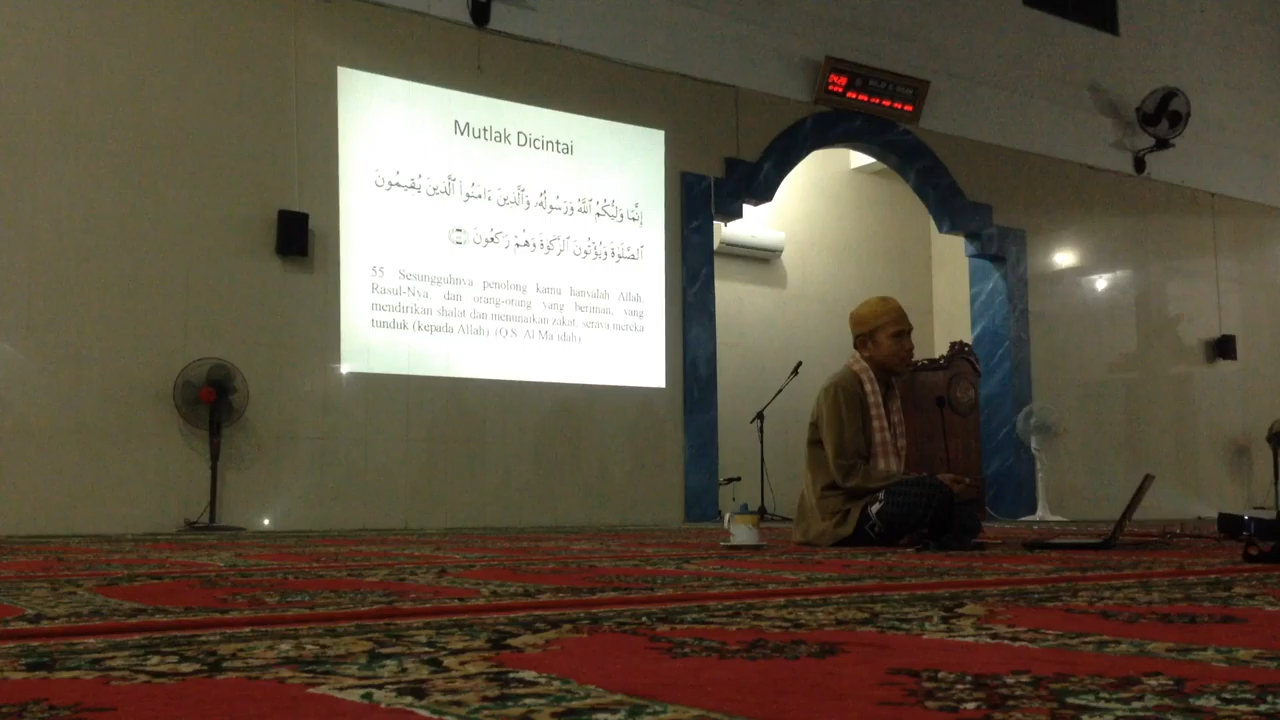 Mutlak Dicintai
إِنَّمَا وَلِيُّكُمُ ٱللَّهُ وَرَسُولُهُۥ وَٱلَّذِينَ ءَامَنُوا۟ ٱلَّذِينَ يُقِيمُونَ
ٱلصَّلَوٰةَ وَيُؤْتُونَ ٱلزَّكَوٰةَ وَهُمْ رَٰكِعُونَ
55 Sesungguhnya penolong kamu hanyalah Allah,
Rasul-Nya, dan orang-orang yang beriman, yang
mendirikan shalat dan menunaikan zakat, seraya mereka
tunduk (kepada Allah) (Q.S. Al Ma'idah)